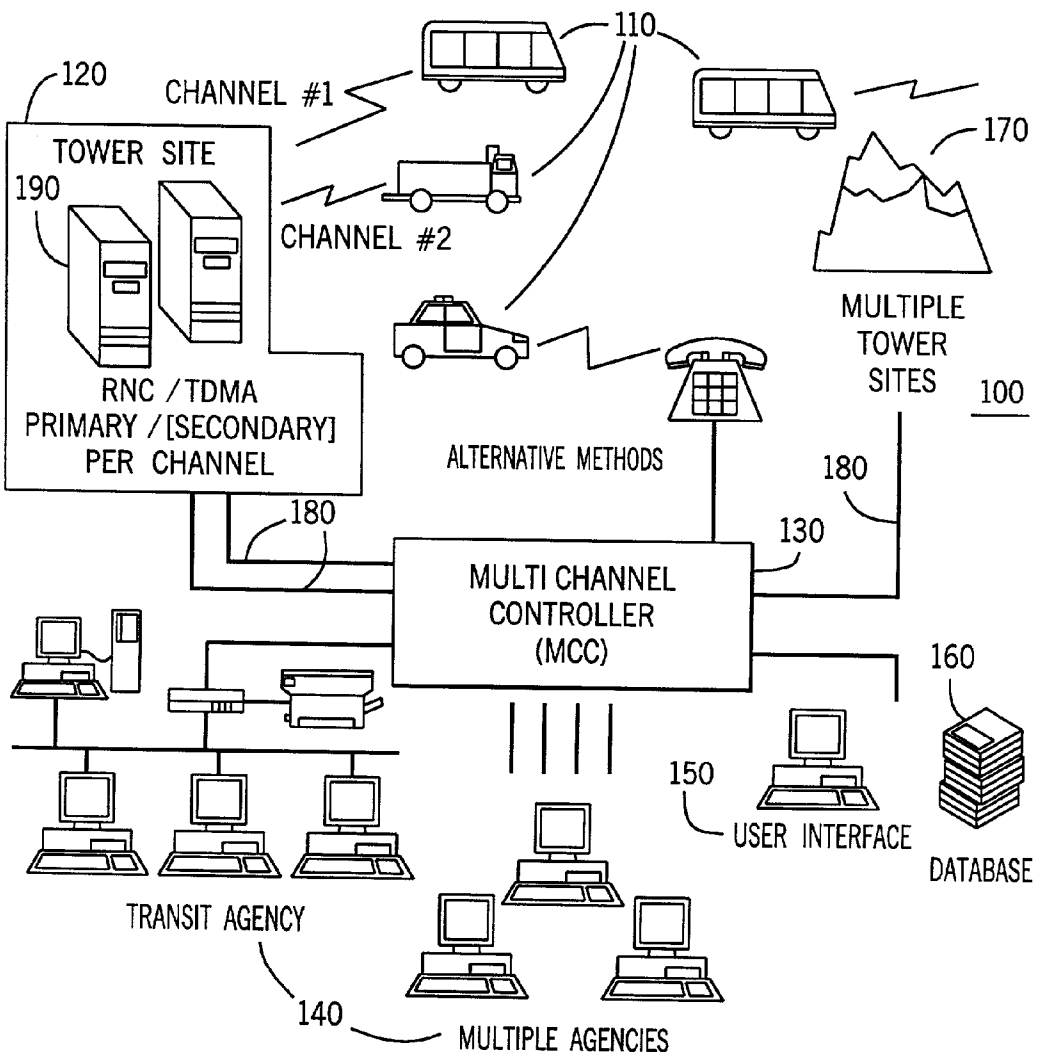 110
120
CHANNEL #1
TOWER SITE
170
190
CHANNEL #2
MULTIPLE
TOWER
SITES
100
RNC / TDMA
PRIMARY / [SECONDARY]
PER CHANNEL
ALTERNATIVE METHODS
180
180
130
MULTI CHANNEL
CONTROLLER
(MCC)
160
150
USER INTERFACE
DATABASE
TRANSIT AGENCY
140
MULTIPLE AGENCIES